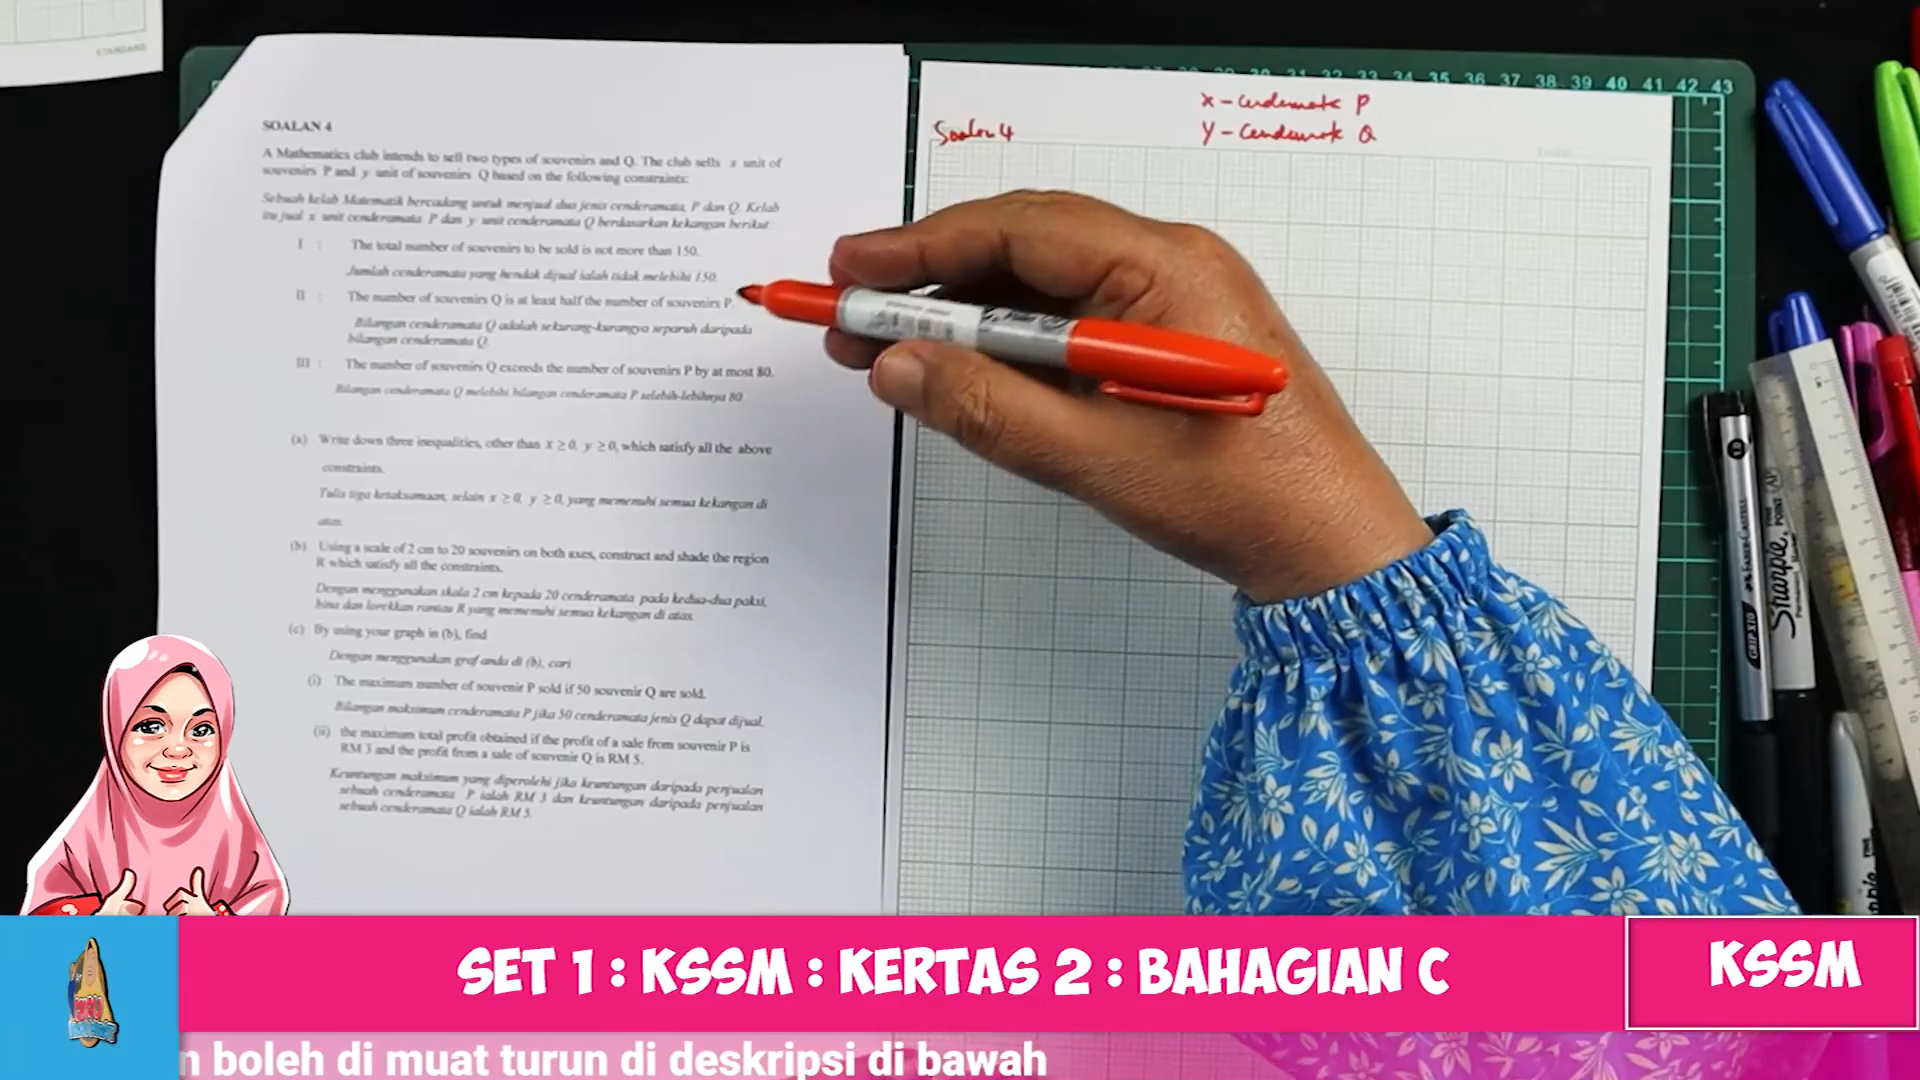 STANDARD
SOALAN 4
A Mathematics club intends to sell two types of souvenirs and Q. The club sells x unit of
souvenirs P and y unit of souvenirs Q based on the following constraints:
Sebuah kelab Matematik bercadang untuk menjual dua jenis cenderamata, P dan Q. Kelab
itu jual x unit cenderamata P dan y unit cenderamata Q berdasarkan kekangan berikut:
I : The total number of souvenirs to be sold is not more than 150.
Jumlah cenderamata yang hendak dijual ialah tidak melebihi 150.
II : The number of souvenirs Q is at least half the number of souvenirs P.
Bilangan cenderamata Q adalah sekurang-kurangya separuh daripada
bilangan cenderamata Q.
III : The number of souvenirs Q exceeds the number of souvenirs P by at most 80.
Bilangan cenderamata Q melebihi bilangan cenderamata P selebih-lebihnya 80
(a) Write down three inequalities, other than x ≥ 0, y ≥ 0, which satisfy all the above
constraints.
Tulis tiga ketaksamaan, selain x ≥ 0, y ≥ 0, yang memenuhi semua kekangan di
atas.
(b) Using a scale of 2 cm to 20 souvenirs on both axes, construct and shade the region
R which satisfy all the constraints.
Dengan menggunakan skala 2 cm kepada 20 cenderamata pada kedua-dua paksi,
bina dan lorekkan rantau R yang memenuhi semua kekangan di atas.
(c) By using your graph in (b), find
Dengan menggunakan graf anda di (b), cari
(i) The maximum number of souvenir P sold if 50 souvenir Q are sold.
Bilangan maksimum cenderamata P jika 50 cenderamata jenis Q dapat dijual.
(ii) the maximum total profit obtained if the profit of a sale from souvenir P is
RM 3 and the profit from a sale of souvenir Q is RM 5.
Keuntungan maksimum yang diperolehi jika keuntungan daripada penjualan
sebuah cenderamata P ialah RM 3 dan keuntungan daripada penjualan
sebuah cenderamata Q ialah RM 5.
x - cenderamata P
Soalan 4
y - cenderamata Q
31 32 33 34 35 36 37 38 39 40 41 42 43
Sharpie
FINE POINT
FABER-CASTELL
GRIP X10
SET 1 : KSSM : KERTAS 2 : BAHAGIAN C
KSSM
n boleh di muat turun di deskripsi di bawah